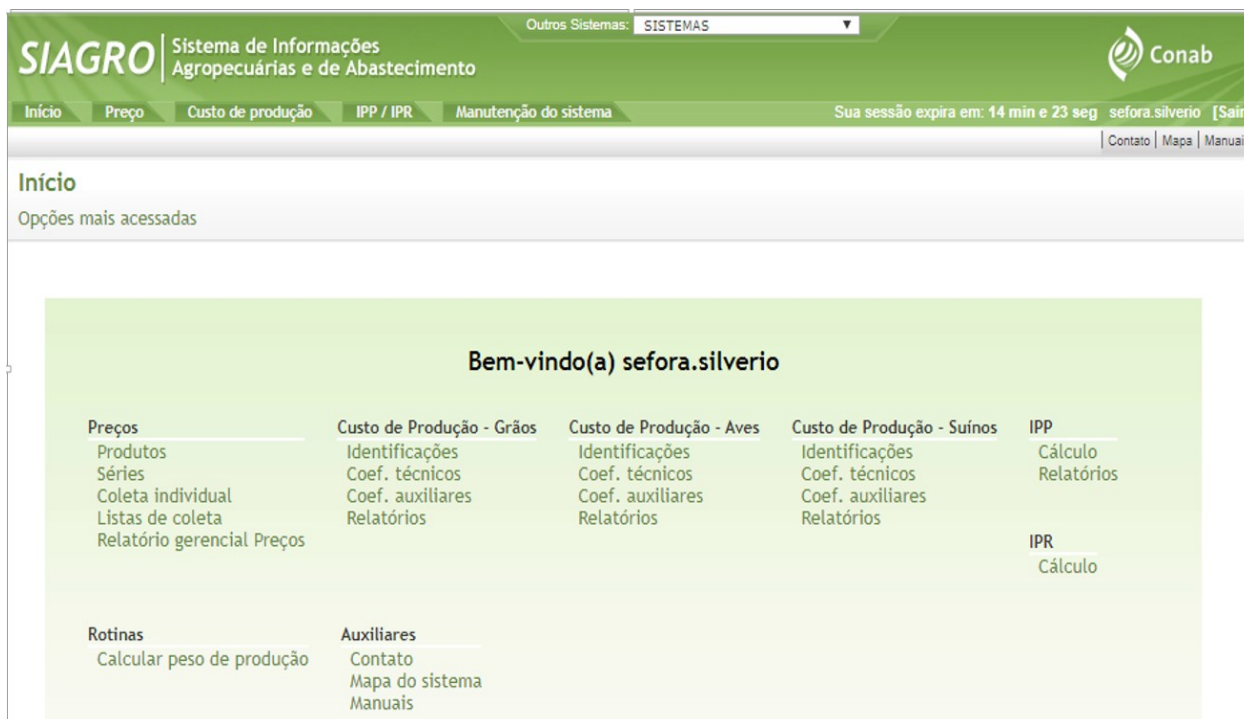 Outros Sistemas: SISTEMAS
SIAGRO Sistema de Informações
Agropecuárias e de Abastecimento
Conab
Início Preço Custo de produção IPP / IPR Manutenção do sistema Sua sessão expira em: 14 min e 23 seg sefora.silverio [Sair
Contato | Mapa | Manuai
Início
Opções mais acessadas
Bem-vindo(a) sefora.silverio
Preços
Produtos
Séries
Coleta individual
Listas de coleta
Relatório gerencial Preços
Custo de Produção - Grãos
Identificações
Coef. técnicos
Coef. auxiliares
Relatórios
Custo de Produção - Aves
Identificações
Coef. técnicos
Coef. auxiliares
Relatórios
Custo de Produção - Suínos
Identificações
Coef. técnicos
Coef. auxiliares
Relatórios
IPP
Cálculo
Relatórios
IPR
Cálculo
Rotinas
Calcular peso de produção
Auxiliares
Contato
Mapa do sistema
Manuais